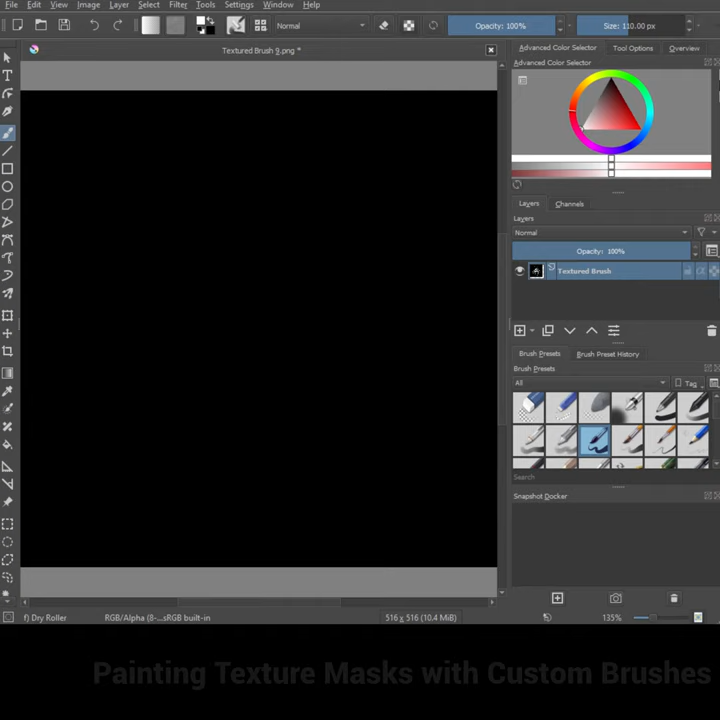 File Edit View Image Layer Select Filter Tools Settings Window Help
Normal
Opacity: 100%
Size: 110.00 px
Textured Brush 9.png *
Advanced Color Selector
Tool Options
Overview
Advanced Color Selector
Layers
Channels
Layers
Normal
Opacity: 100%
Textured Brush
Brush Presets
Brush Preset History
Brush Presets
All
Tag
Search
Snapshot Docker
f) Dry Roller
RGB/Alpha (8-...sRGB built-in
516 x 516 (10.4 MiB)
135%
Painting Texture Masks with Custom Brushes